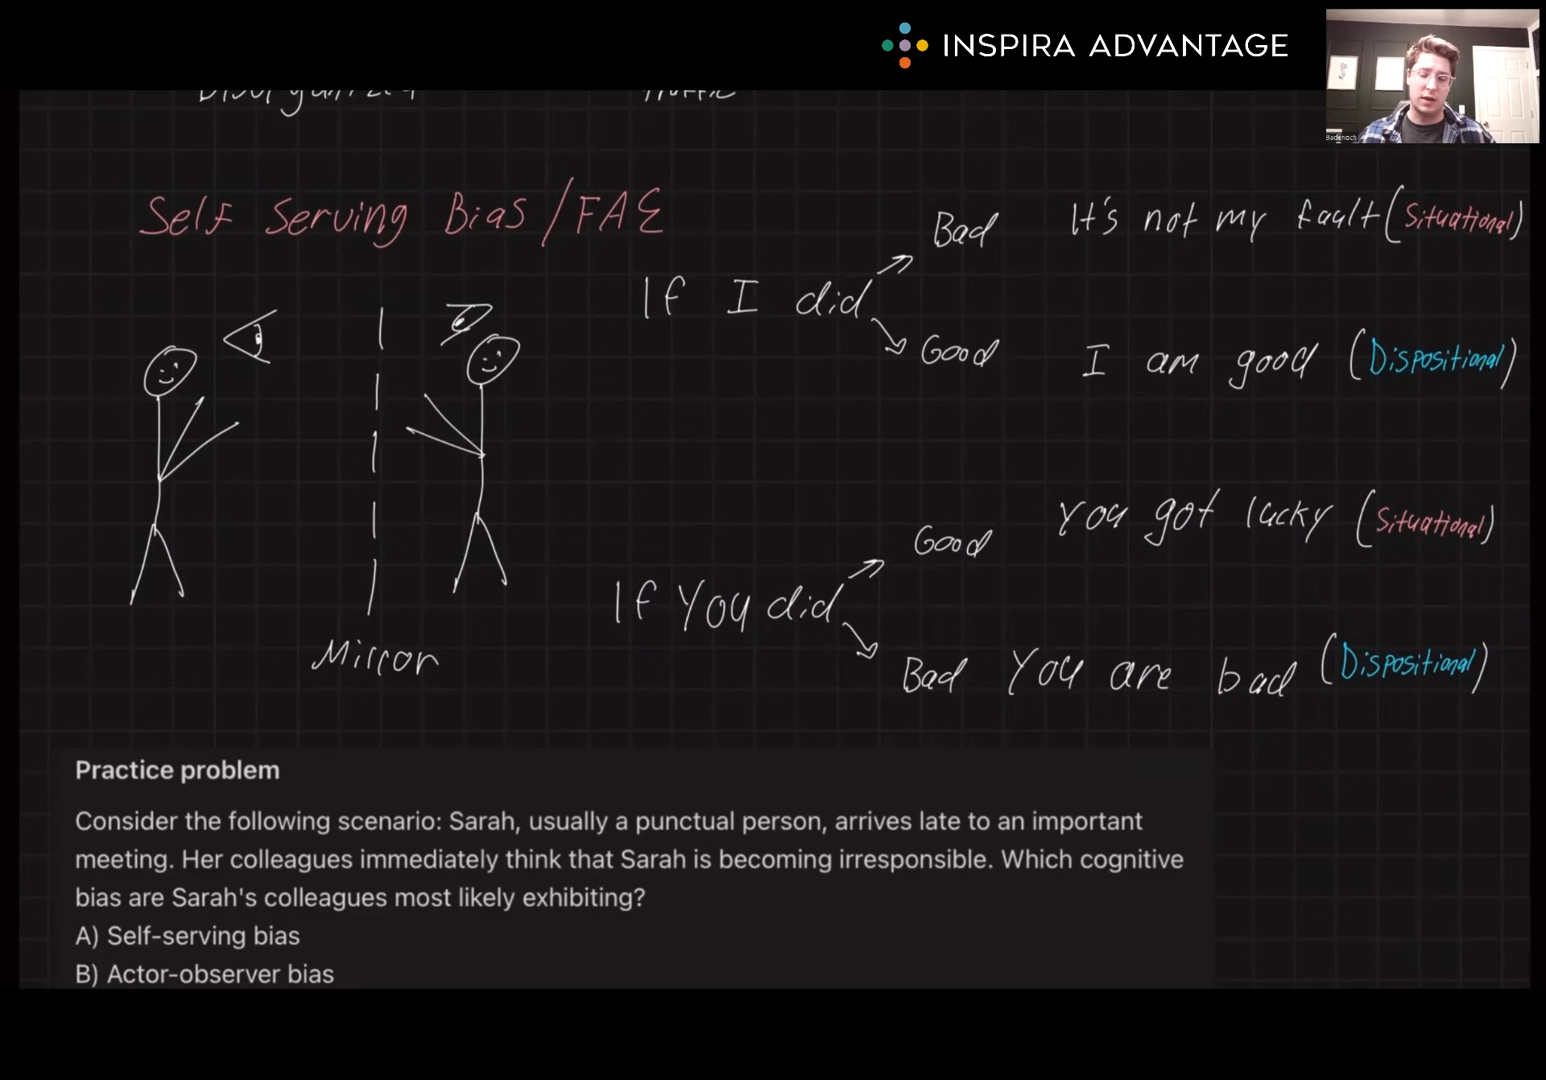 INSPIRA ADVANTAGE
Badenoch
Self Serving Bias/FAE
If I did
Bad It's not my fault (Situational)
Good I am good (Dispositional)
If You did
Good You got lucky (Situational)
Bad You are bad (Dispositional)
Mirror
Practice problem
Consider the following scenario: Sarah, usually a punctual person, arrives late to an important
meeting. Her colleagues immediately think that Sarah is becoming irresponsible. Which cognitive
bias are Sarah's colleagues most likely exhibiting?
A) Self-serving bias
B) Actor-observer bias